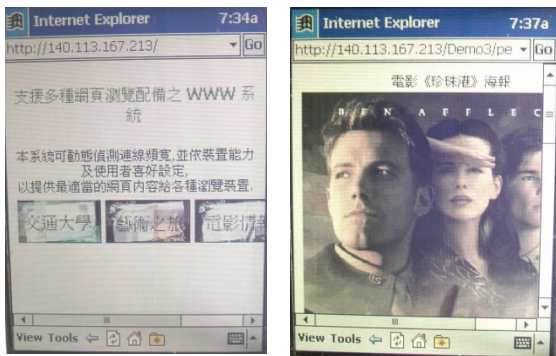 Internet Explorer 7:34a
http://140.113.167.213/ Go
支援多種網頁瀏覽配備之 WWW 系
統
本系統可動態偵測連線頻寬,並依裝置能力
及使用者喜好設定,
以提供最適當的網頁內容給各種瀏覽裝置.
交通大學 藝術之旅 電影情
View Tools
Internet Explorer 7:37a
http://140.113.167.213/Demo3/pe Go
電影《珍珠港》海報
BEN AFFLEC
View Tools